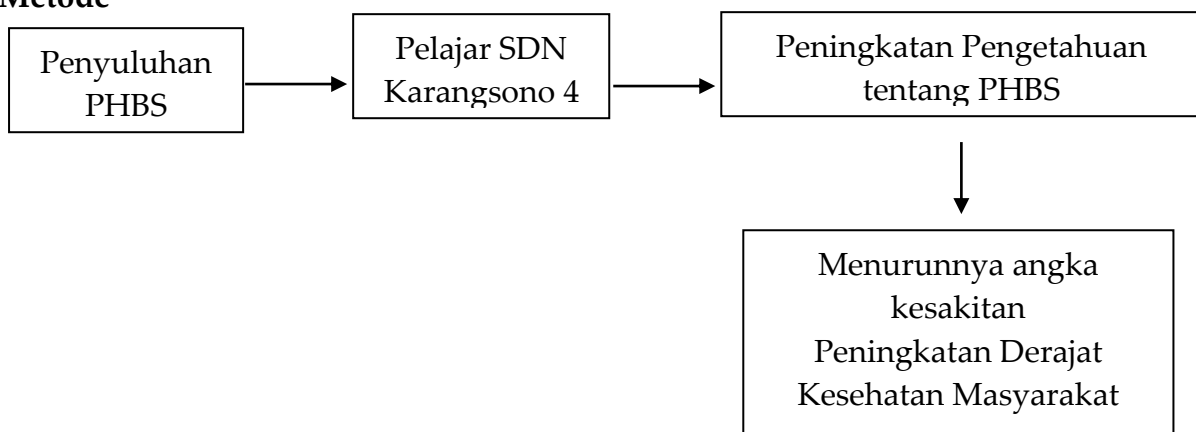 Metode
Penyuluhan
PHBS
Pelajar SDN
Karangsono 4
Peningkatan Pengetahuan
tentang PHBS
Menurunnya angka
kesakitan
Peningkatan Derajat
Kesehatan Masyarakat